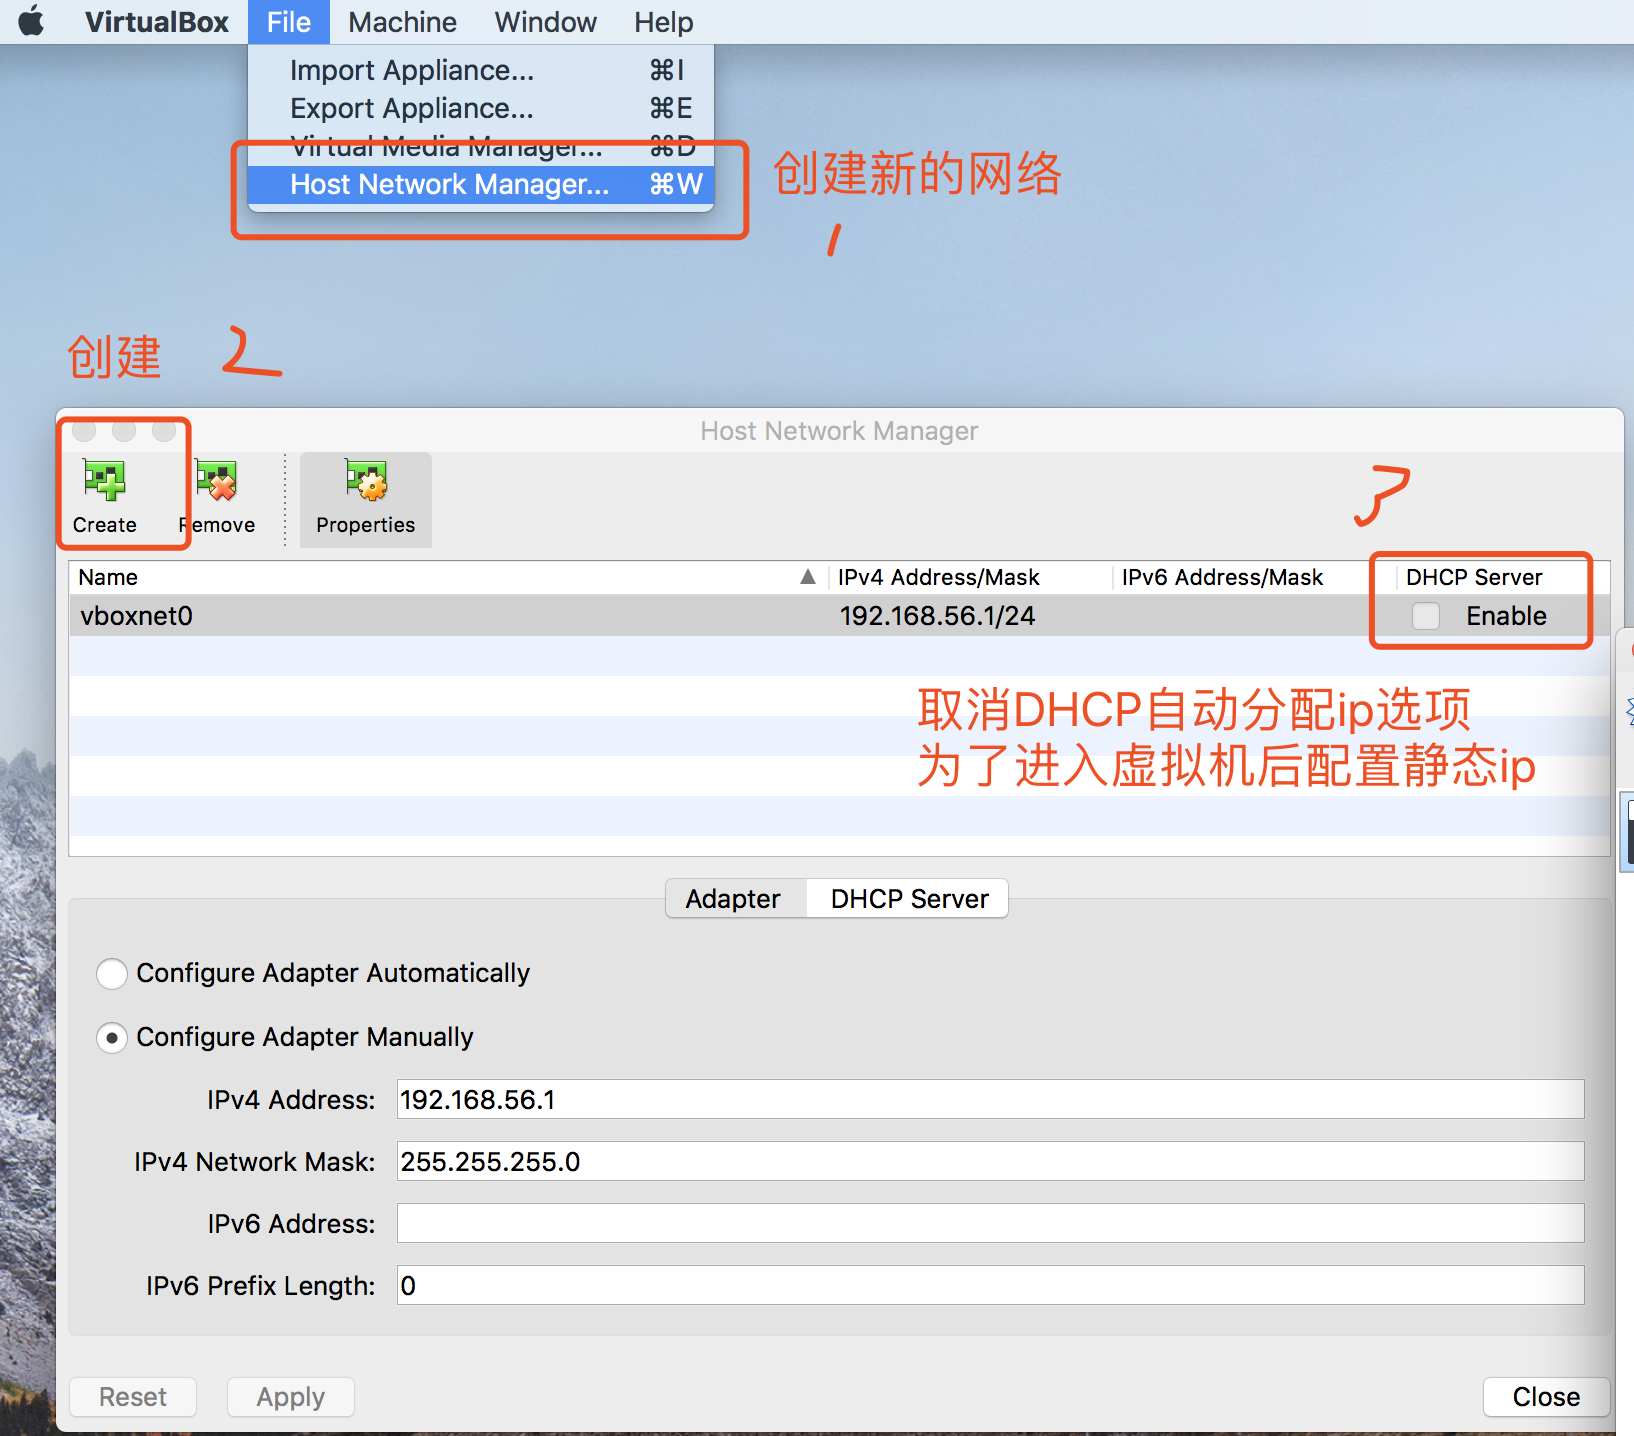 VirtualBox File Machine Window Help
Import Appliance... ⌘I
Export Appliance... ⌘E
Virtual Media Manager... ⌘D
Host Network Manager... ⌘W
创建新的网络
1
创建 2
Host Network Manager
3
Create Remove Properties
Name IPv4 Address/Mask IPv6 Address/Mask DHCP Server
vboxnet0 192.168.56.1/24 Enable
取消DHCP自动分配ip选项
为了进入虚拟机后配置静态ip
Adapter DHCP Server
Configure Adapter Automatically
Configure Adapter Manually
IPv4 Address: 192.168.56.1
IPv4 Network Mask: 255.255.255.0
IPv6 Address:
IPv6 Prefix Length: 0
Reset Apply Close